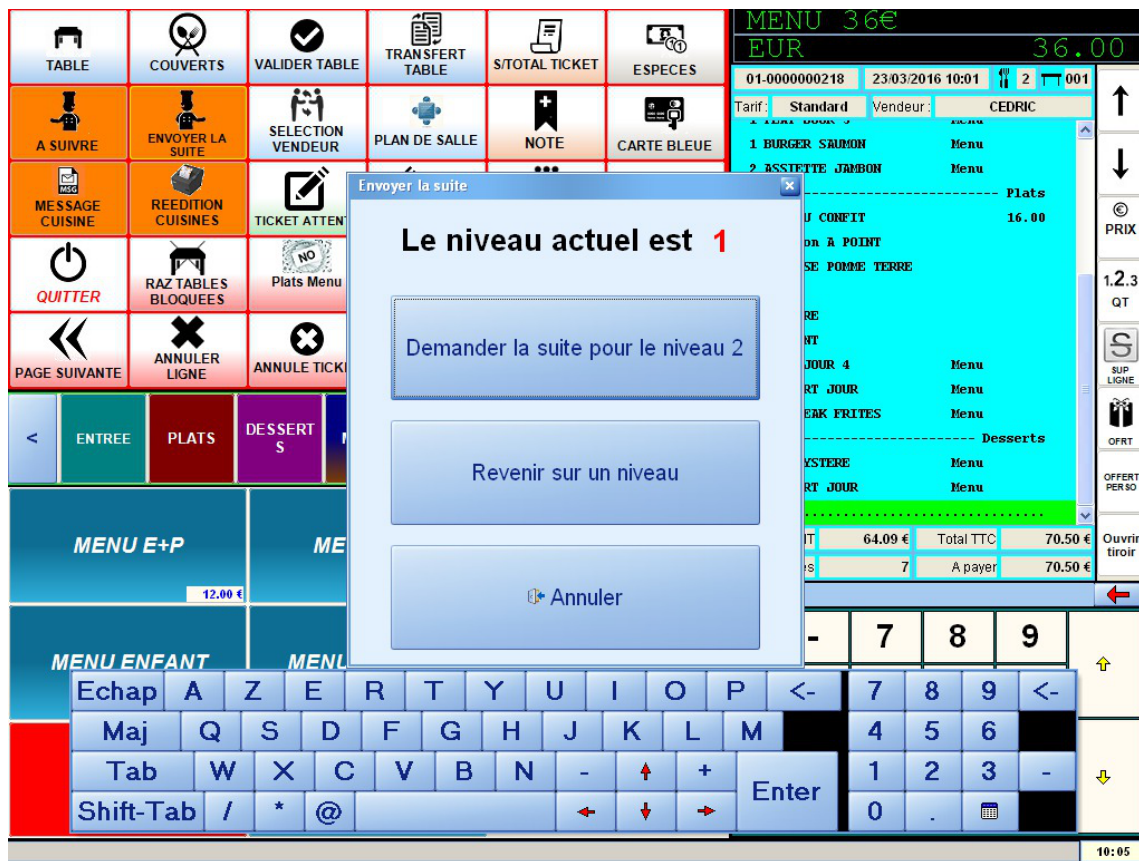 TABLE
COUVERTS
VALIDER TABLE
TRANSFERT
TABLE
S/TOTAL TICKET
ESPECES
A SUIVRE
ENVOYER LA
SUITE
SELECTION
VENDEUR
PLAN DE SALLE
NOTE
CARTE BLEUE
MSG
MESSAGE
CUISINE
REEDITION
CUISINES
TICKET ATTENT
QUITTER
RAZ TABLES
BLOQUEES
NO
Plats Menu
PAGE SUIVANTE
ANNULER
LIGNE
ANNULE TICK
<
ENTREE
PLATS
DESSERT
S
MENU E+P
12.00 €
ME
MENU ENFANT
MENU
MENU 36€
EUR 36.00
01-0000000218 23/03/2016 10:01 2 001
Tarif : Standard Vendeur : CEDRIC
1 BURGER SAUMON Menu
2 ASSIETTE JAMBON Menu
---------------- Plats
U CONFIT 16.00
on A POINT
SE POMME TERRE
RE
NT
JOUR 4 Menu
RT JOUR Menu
EAK FRITES Menu
---------------- Desserts
YSTERE Menu
RT JOUR Menu
HT 64.09 € Total TTC 70.50 €
es 7 A payer 70.50 €
€
PRIX
1.2.3
QT
S
SUP
LIGNE
OFRT
OFFERT
PERSO
Ouvrir
tiroir
Envoyer la suite
Le niveau actuel est 1
Demander la suite pour le niveau 2
Revenir sur un niveau
Annuler
- 7 8 9
Echap A Z E R T Y U I O P <- 7 8 9 <-
Maj Q S D F G H J K L M 4 5 6
Tab W X C V B N - + Enter 1 2 3 -
Shift-Tab / * @ 0 .
10:05